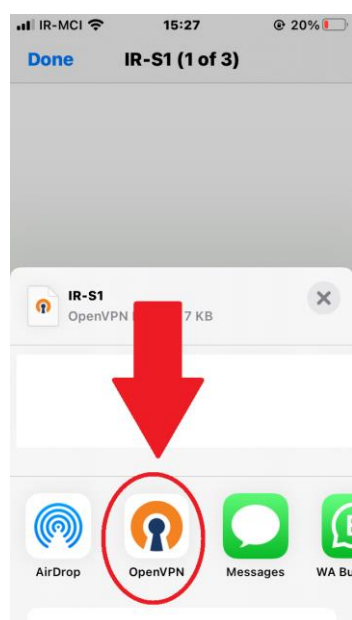 IR-MCI 15:27 20%
Done IR-S1 (1 of 3)
IR-S1
OpenVPN 7 KB
AirDrop OpenVPN Messages WA Bu